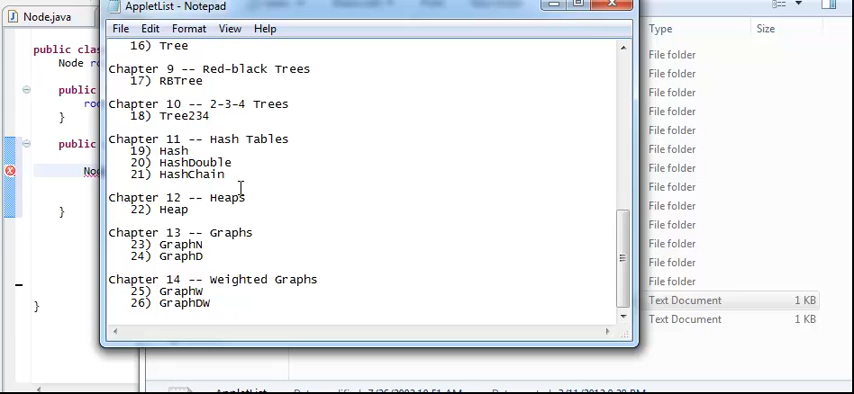 AppletList - Notepad
Node.java
File Edit Format View Help
Type Size
16) Tree
Chapter 9 -- Red-black Trees
17) RBTree
Chapter 10 -- 2-3-4 Trees
18) Tree234
Chapter 11 -- Hash Tables
19) Hash
20) HashDouble
21) HashChain
Chapter 12 -- Heaps
22) Heap
Chapter 13 -- Graphs
23) GraphN
24) GraphD
Chapter 14 -- Weighted Graphs
25) GraphW
26) GraphDW
public clas
Node ro
public
roo
}
public
Nod
}
}
File folder
File folder
File folder
File folder
File folder
File folder
File folder
File folder
File folder
File folder
File folder
File folder
File folder
Text Document 1 KB
Text Document 1 KB